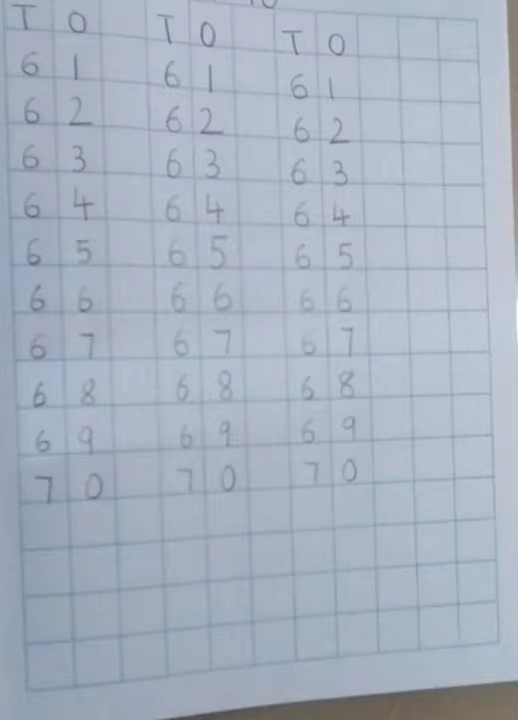 T O T O T O
6 1 6 1 6 1
6 2 6 2 6 2
6 3 6 3 6 3
6 4 6 4 6 4
6 5 6 5 6 5
6 6 6 6 6 6
6 7 6 7 6 7
6 8 6 8 6 8
6 9 6 9 6 9
7 0 7 0 7 0